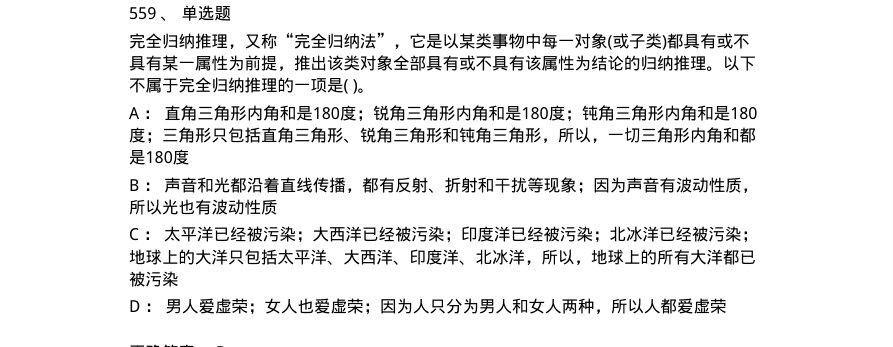 559 、 单选题
完全归纳推理，又称“完全归纳法”，它是以某类事物中每一对象(或子类)都具有或不
具有某一属性为前提，推出该类对象全部具有或不具有该属性为结论的归纳推理。以下
不属于完全归纳推理的一项是( )。
A ： 直角三角形内角和是180度；锐角三角形内角和是180度；钝角三角形内角和是180
度；三角形只包括直角三角形、锐角三角形和钝角三角形，所以，一切三角形内角和都
是180度
B ： 声音和光都沿着直线传播，都有反射、折射和干扰等现象；因为声音有波动性质，
所以光也有波动性质
C ： 太平洋已经被污染；大西洋已经被污染；印度洋已经被污染；北冰洋已经被污染；
地球上的大洋只包括太平洋、大西洋、印度洋、北冰洋，所以，地球上的所有大洋都已
被污染
D ： 男人爱虚荣；女人也爱虚荣；因为人只分为男人和女人两种，所以人都爱虚荣